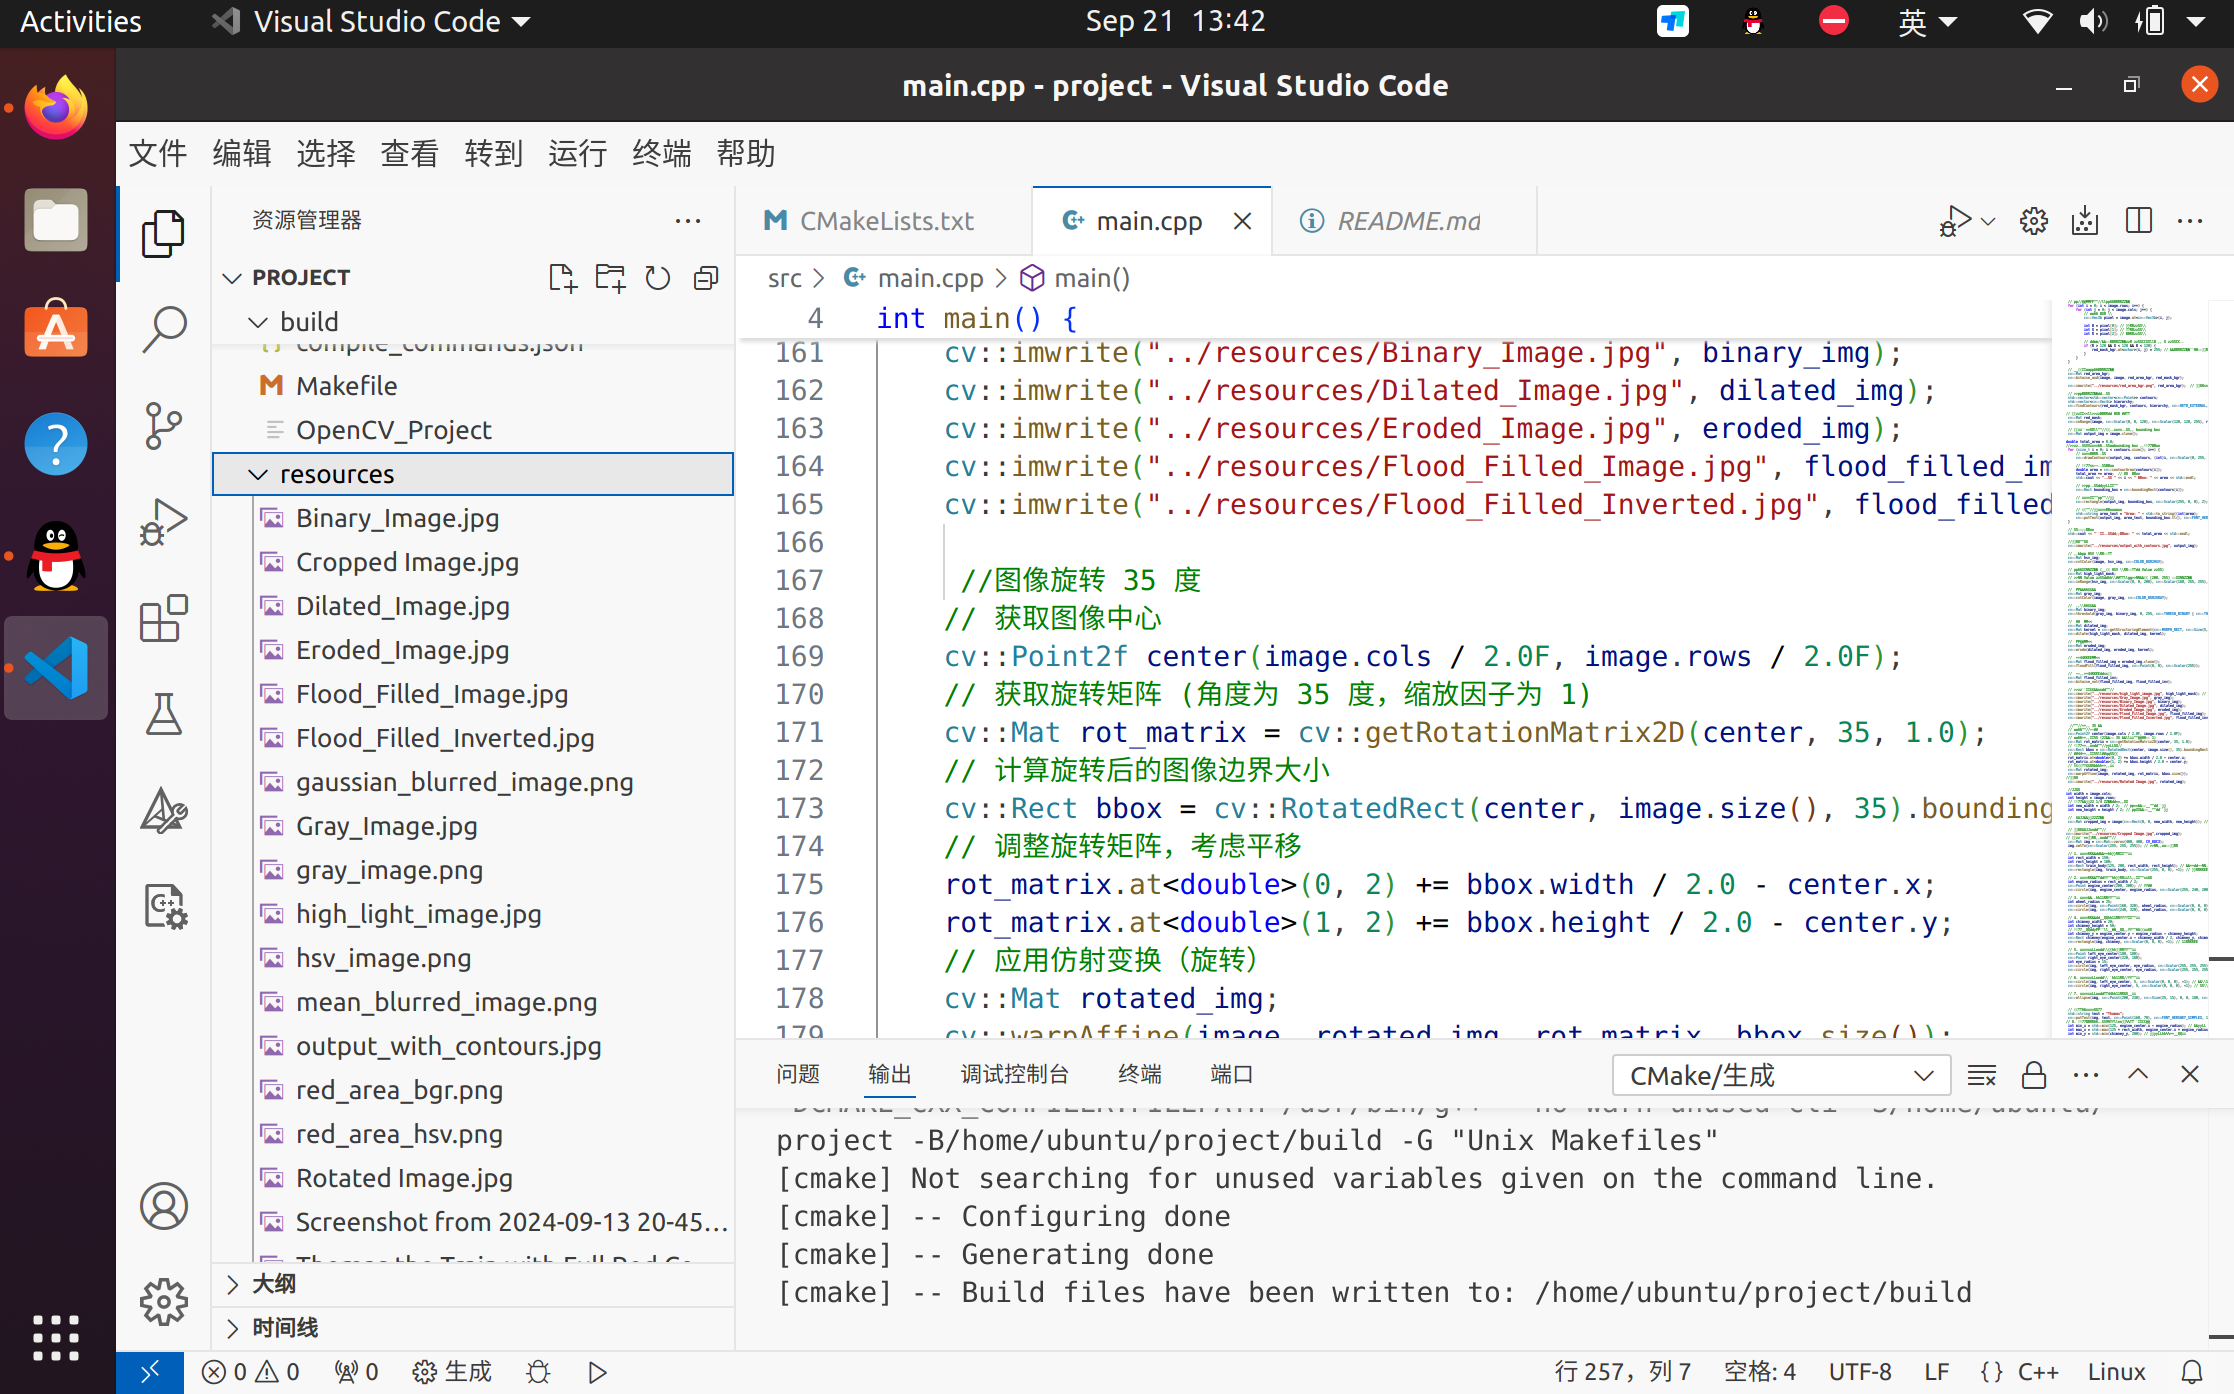 Activities
Visual Studio Code
Sep 21 13:42
英
main.cpp - project - Visual Studio Code
文件 编辑 选择 查看 转到 运行 终端 帮助
资源管理器
PROJECT
build
compile_commands.json
Makefile
OpenCV_Project
resources
Binary_Image.jpg
Cropped Image.jpg
Dilated_Image.jpg
Eroded_Image.jpg
Flood_Filled_Image.jpg
Flood_Filled_Inverted.jpg
gaussian_blurred_image.png
Gray_Image.jpg
gray_image.png
high_light_image.jpg
hsv_image.png
mean_blurred_image.png
output_with_contours.jpg
red_area_bgr.png
red_area_hsv.png
Rotated Image.jpg
Screenshot from 2024-09-13 20-45...
大纲
时间线
CMakeLists.txt
main.cpp
README.md
src > main.cpp > main()
4 int main() {
161 cv::imwrite("../resources/Binary_Image.jpg", binary_img);
162 cv::imwrite("../resources/Dilated_Image.jpg", dilated_img);
163 cv::imwrite("../resources/Eroded_Image.jpg", eroded_img);
164 cv::imwrite("../resources/Flood_Filled_Image.jpg", flood_filled_im
165 cv::imwrite("../resources/Flood_Filled_Inverted.jpg", flood_filled
166
167 //图像旋转 35 度
168 // 获取图像中心
169 cv::Point2f center(image.cols / 2.0F, image.rows / 2.0F);
170 // 获取旋转矩阵 (角度为 35 度，缩放因子为 1)
171 cv::Mat rot_matrix = cv::getRotationMatrix2D(center, 35, 1.0);
172 // 计算旋转后的图像边界大小
173 cv::Rect bbox = cv::RotatedRect(center, image.size(), 35).bounding
174 // 调整旋转矩阵，考虑平移
175 rot_matrix.at<double>(0, 2) += bbox.width / 2.0 - center.x;
176 rot_matrix.at<double>(1, 2) += bbox.height / 2.0 - center.y;
177 // 应用仿射变换（旋转）
178 cv::Mat rotated_img;
179 cv::warpAffine(image, rotated_img, rot_matrix, bbox.size());
问题 输出 调试控制台 终端 端口
CMake/生成
project -B/home/ubuntu/project/build -G "Unix Makefiles"
[cmake] Not searching for unused variables given on the command line.
[cmake] -- Configuring done
[cmake] -- Generating done
[cmake] -- Build files have been written to: /home/ubuntu/project/build
0 0 0 生成
行 257，列 7 空格: 4 UTF-8 LF {} C++ Linux